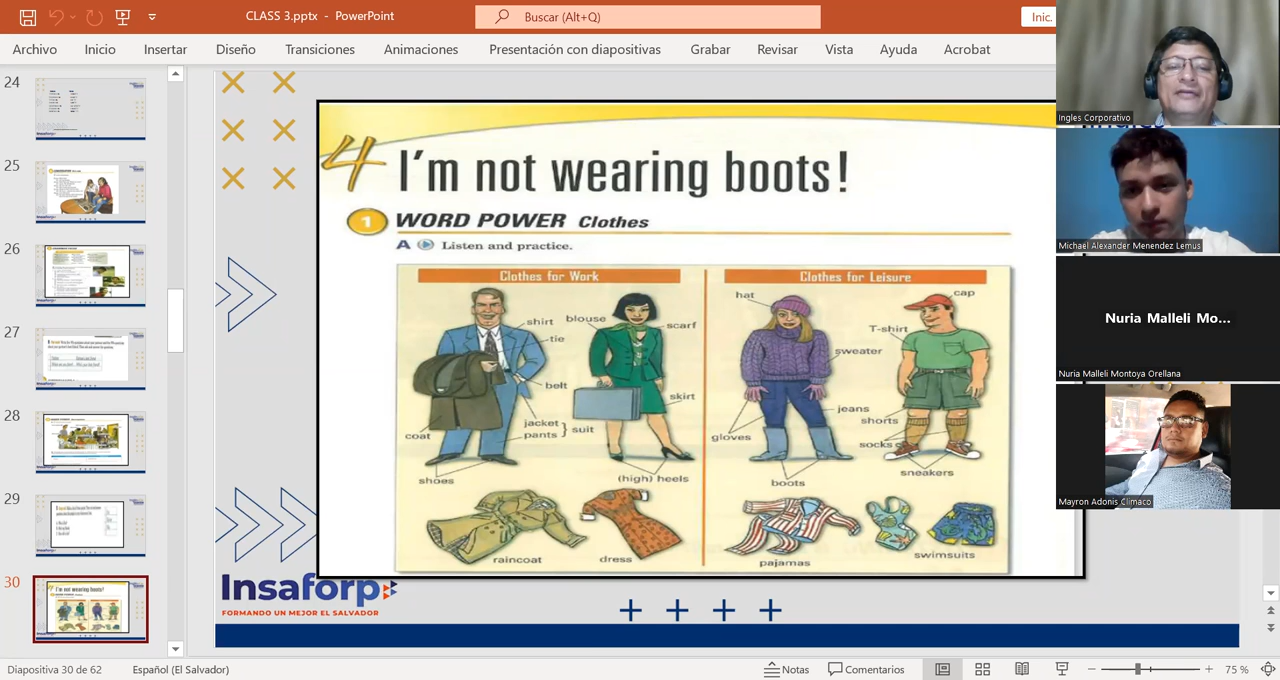 CLASS 3.pptx - PowerPoint
Buscar (Alt+Q)
Inic.
Archivo Inicio Insertar Diseño Transiciones Animaciones Presentación con diapositivas Grabar Revisar Vista Ayuda Acrobat
24
25
26
27
28
29
30
4 I'm not wearing boots!
1 WORD POWER Clothes
A Listen and practice.
Clothes for Work
Clothes for Leisure
shirt
blouse
scarf
tie
belt
skirt
jacket
pants
suit
coat
shoes
(high) heels
raincoat
dress
hat
cap
T-shirt
sweater
jeans
shorts
gloves
socks
boots
sneakers
pajamas
swimsuits
Insaforp
FORMANDO UN MEJOR EL SALVADOR
Ingles Corporativo
Michael Alexander Menendez Lemus
Nuria Malleli Mo...
Nuria Malleli Montoya Orellana
Mayron Adonis Climaco
Diapositiva 30 de 62 Español (El Salvador) Notas Comentarios 75 %